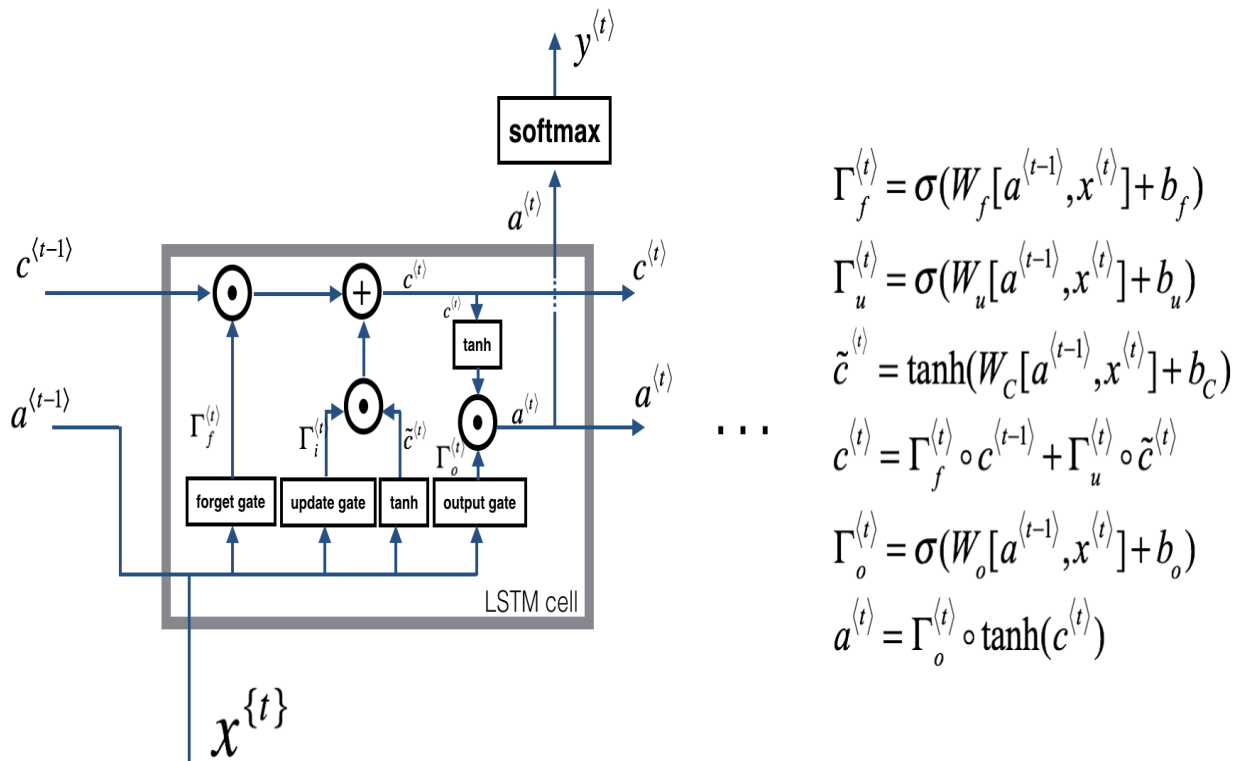 y⟨t⟩
softmax
a⟨t⟩
c⟨t−1⟩
c⟨t⟩
c⟨t⟩
c⟨t⟩
tanh
a⟨t−1⟩
a⟨t⟩
a⟨t⟩
Γf⟨t⟩
Γi⟨t⟩
c̃⟨t⟩
Γo⟨t⟩
forget gate
update gate
tanh
output gate
LSTM cell
x{t}
...
Γf⟨t⟩ = σ(Wf[a⟨t−1⟩, x⟨t⟩] + bf)
Γu⟨t⟩ = σ(Wu[a⟨t−1⟩, x⟨t⟩] + bu)
c̃⟨t⟩ = tanh(WC[a⟨t−1⟩, x⟨t⟩] + bC)
c⟨t⟩ = Γf⟨t⟩ ∘ c⟨t−1⟩ + Γu⟨t⟩ ∘ c̃⟨t⟩
Γo⟨t⟩ = σ(Wo[a⟨t−1⟩, x⟨t⟩] + bo)
a⟨t⟩ = Γo⟨t⟩ ∘ tanh(c⟨t⟩)